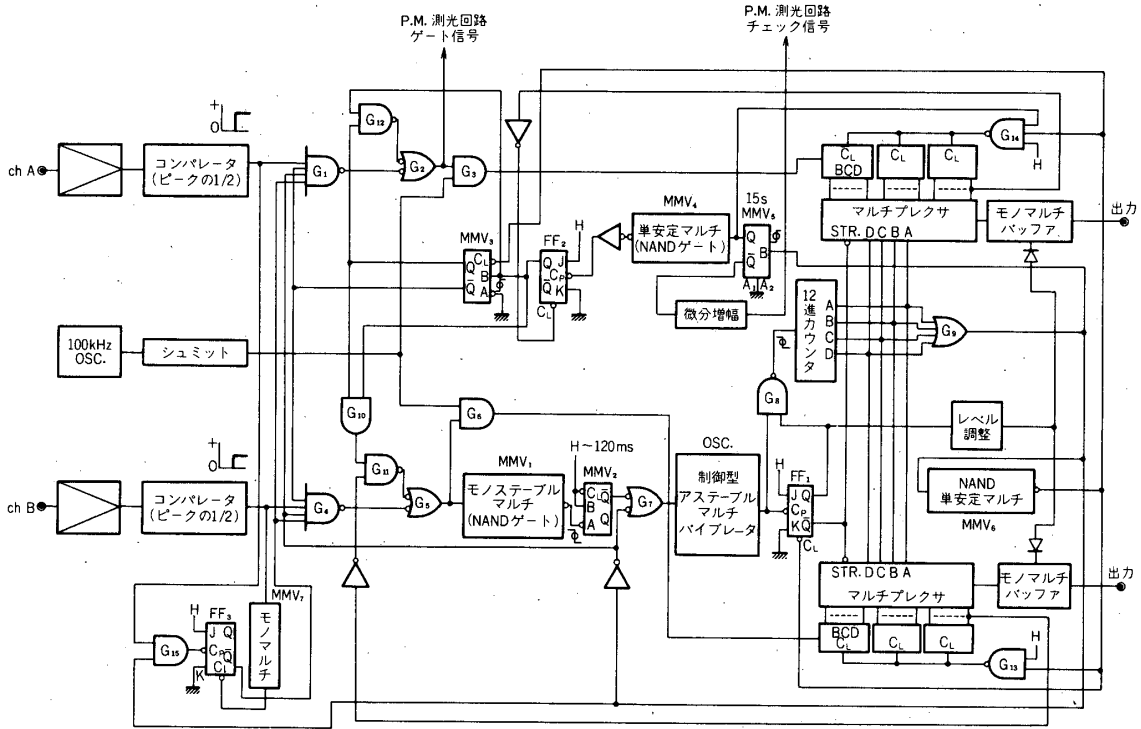 P.M. 測光回路
ゲート信号
P.M. 測光回路
チェック信号
+
O
ch A
コンパレータ
(ピークの1/2)
G1
G12
G2
G3
MMV3
Q CL
B
Q̄ A
FF2
H
Q J
CP
Q̄ K
CL
MMV4
単安定マルチ
(NANDゲート)
15s
MMV5
Q
B
Q̄
A1 A2
微分増幅
CL
BCD
CL
CL
G14
H
マルチプレクサ
STR. D C B A
モノマルチ
バッファ
出力
12進カウンタ
A
B
C
D
G9
G8
100kHz
OSC.
シュミット
G10
G6
G11
レベル
調整
+
O
ch B
コンパレータ
(ピークの1/2)
G4
G5
MMV1
モノステーブル
マルチ
(NANDゲート)
H~120ms
MMV2
CL Q̄
B
A Q
G7
OSC.
制御型
アステーブル
マルチ
バイブレータ
FF1
H
J Q
CP
K Q̄
CL
NAND
単安定マルチ
MMV6
STR. D C B A
マルチプレクサ
モノマルチ
バッファ
出力
BCD
CL
CL
CL
G13
H
MMV7
モノマルチ
FF3
H
J Q
CP Q̄
K CL
G15